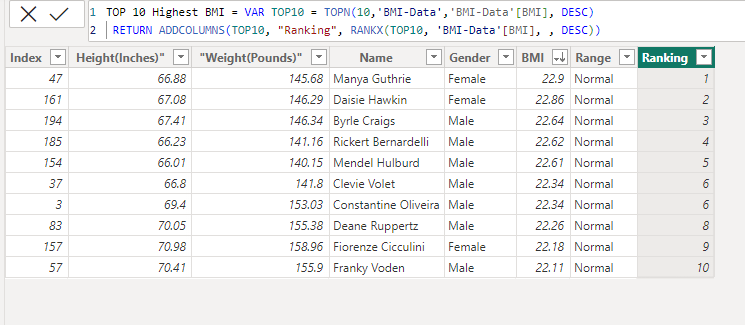 1 TOP 10 Highest BMI = VAR TOP10 = TOPN(10,'BMI-Data','BMI-Data'[BMI], DESC)
2 RETURN ADDCOLUMNS(TOP10, "Ranking", RANKX(TOP10, 'BMI-Data'[BMI], , DESC))
Index Height(Inches)" "Weight(Pounds)" Name Gender BMI Range Ranking
47 66.88 145.68 Manya Guthrie Female 22.9 Normal 1
161 67.08 146.29 Daisie Hawkin Female 22.86 Normal 2
194 67.41 146.34 Byrle Craigs Male 22.64 Normal 3
185 66.23 141.16 Rickert Bernardelli Male 22.62 Normal 4
154 66.01 140.15 Mendel Hulburd Male 22.61 Normal 5
37 66.8 141.8 Clevie Volet Male 22.34 Normal 6
3 69.4 153.03 Constantine Oliveira Male 22.34 Normal 6
83 70.05 155.38 Deane Ruppertz Male 22.26 Normal 8
157 70.98 158.96 Fiorenze Cicculini Female 22.18 Normal 9
57 70.41 155.9 Franky Voden Male 22.11 Normal 10